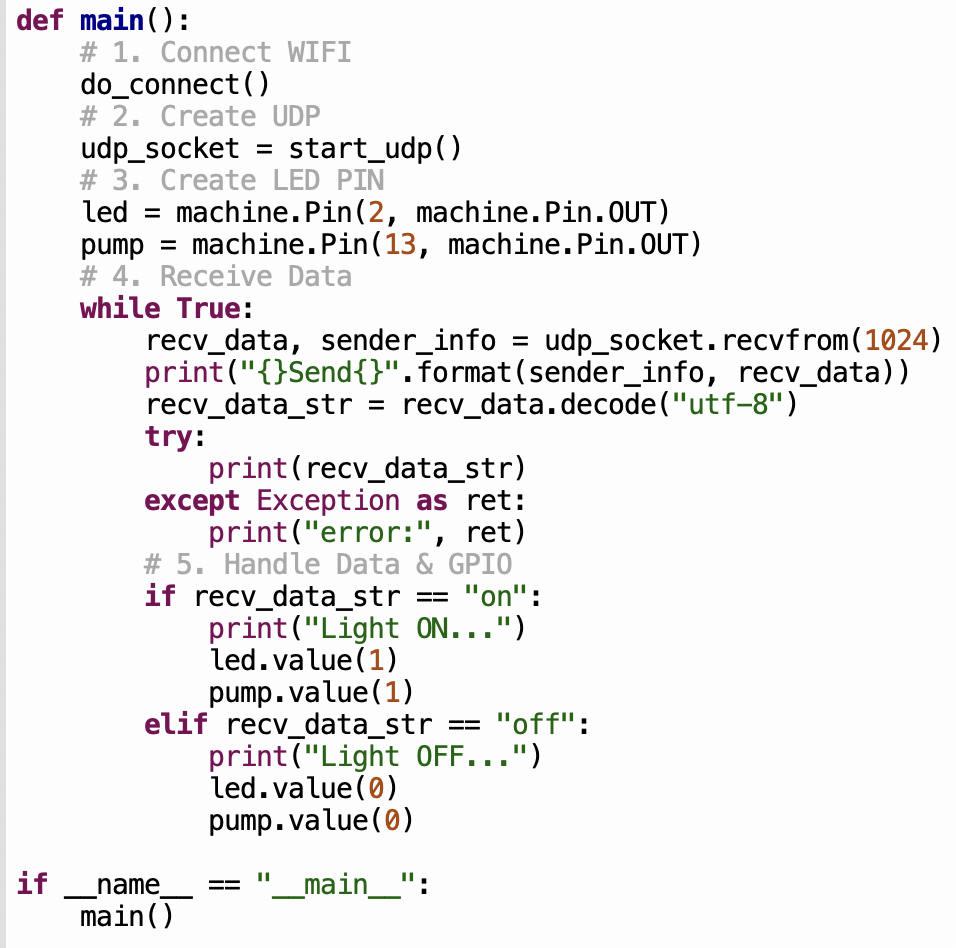 def main():
    # 1. Connect WIFI
    do_connect()
    # 2. Create UDP
    udp_socket = start_udp()
    # 3. Create LED PIN
    led = machine.Pin(2, machine.Pin.OUT)
    pump = machine.Pin(13, machine.Pin.OUT)
    # 4. Receive Data
    while True:
        recv_data, sender_info = udp_socket.recvfrom(1024)
        print("{}Send{}".format(sender_info, recv_data))
        recv_data_str = recv_data.decode("utf-8")
        try:
            print(recv_data_str)
        except Exception as ret:
            print("error:", ret)
        # 5. Handle Data & GPIO
        if recv_data_str == "on":
            print("Light ON...")
            led.value(1)
            pump.value(1)
        elif recv_data_str == "off":
            print("Light OFF...")
            led.value(0)
            pump.value(0)

if __name__ == "__main__":
    main()